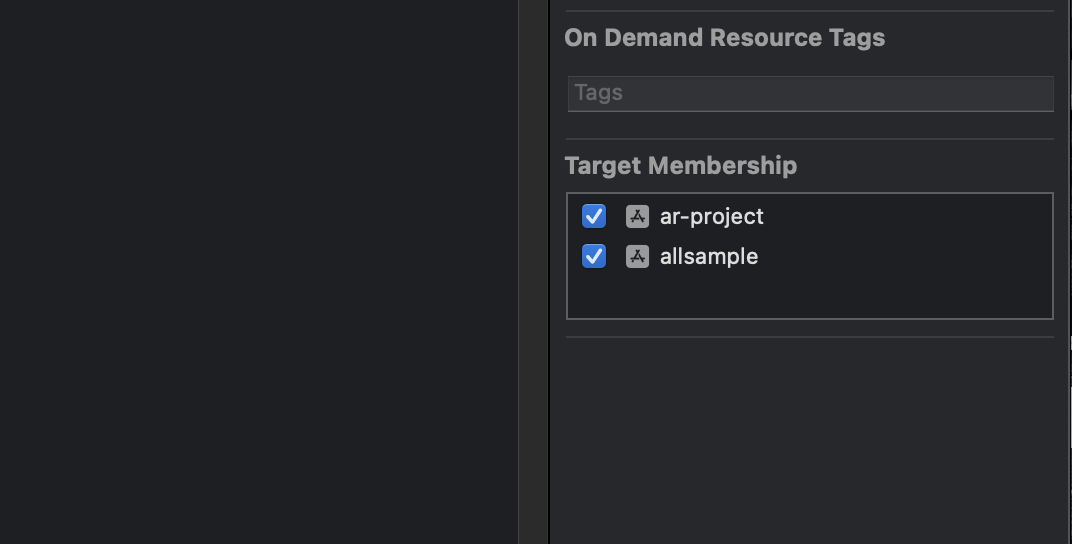 On Demand Resource Tags
Tags
Target Membership
ar-project
allsample